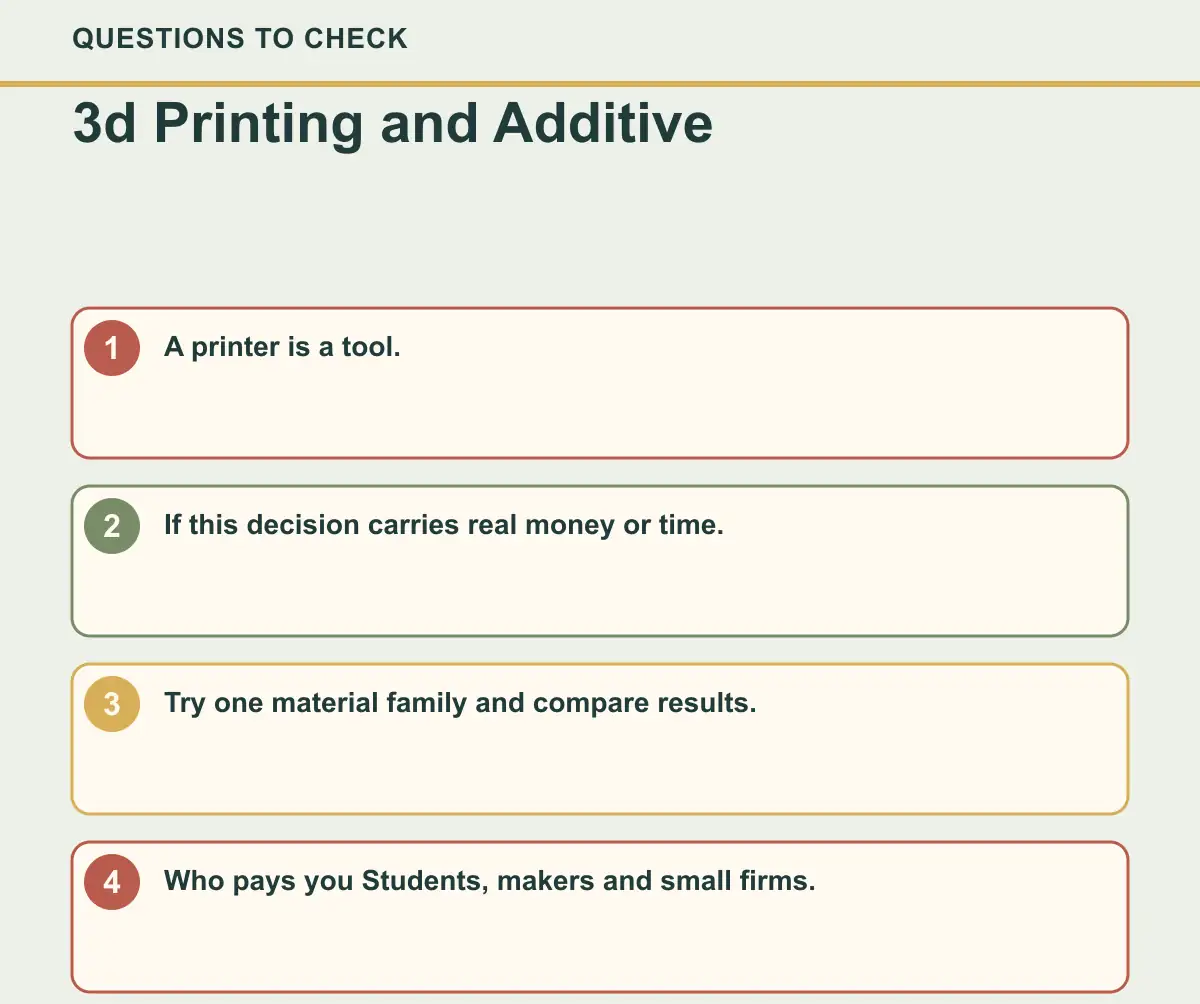 QUESTIONS TO CHECK
3d Printing and Additive
1 A printer is a tool.
2 If this decision carries real money or time.
3 Try one material family and compare results.
4 Who pays you Students, makers and small firms.